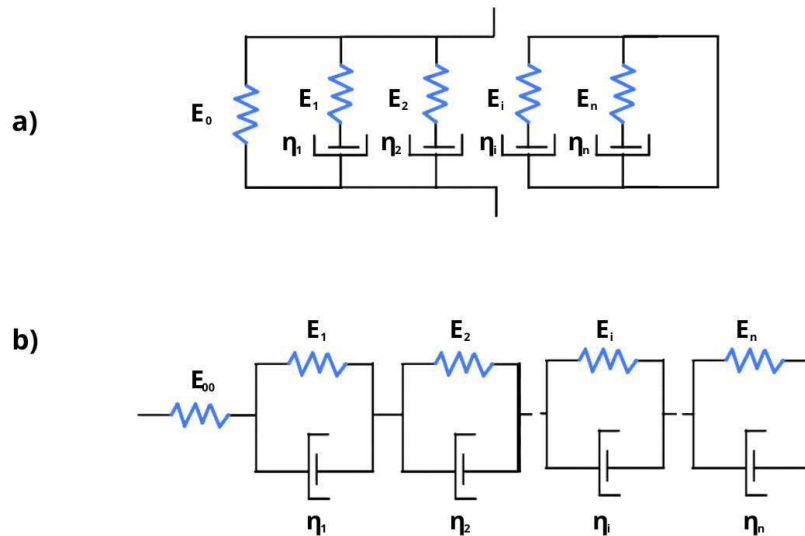 a)
E₀ E₁ E₂ Eᵢ Eₙ
η₁ η₂ ηᵢ ηₙ
b)
E₁ E₂ Eᵢ Eₙ
E₀₀
η₁ η₂ ηᵢ ηₙ